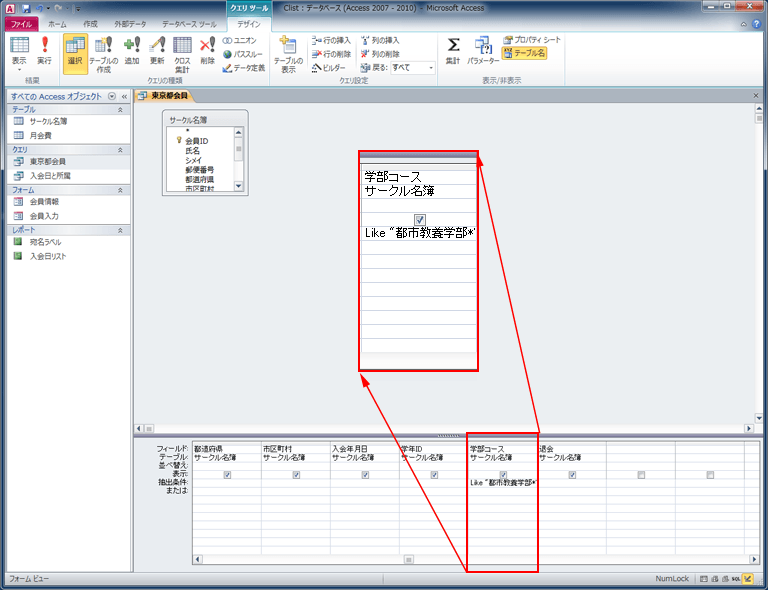 クエリ ツール
Clist : データベース (Access 2007 - 2010) - Microsoft Access
ファイル ホーム 作成 外部データ データベース ツール デザイン
表示 実行
結果
選択 テーブルの作成 追加 更新 クロス集計 削除
ユニオン
パススルー
データ定義
クエリの種類
テーブルの表示
行の挿入
行の削除
ビルダー
列の挿入
列の削除
戻る: すべて
クエリ設定
集計 パラメーター
プロパティ シート
テーブル名
表示/非表示
すべての Access オブジェクト
テーブル
サークル名簿
月会費
クエリ
東京都会員
入会日と所属
フォーム
会員情報
会員入力
レポート
宛名ラベル
入会日リスト
東京都会員
サークル名簿
*
会員ID
氏名
シメイ
郵便番号
都道府県
市区町村
学部コース
サークル名簿
Like "都市教養学部*"
フィールド: 都道府県 市区町村 入会年月日 学年ID 学部コース 退会
テーブル: サークル名簿 サークル名簿 サークル名簿 サークル名簿 サークル名簿 サークル名簿
並べ替え:
表示:
抽出条件: Like "都市教養学部*"
または:
フォーム ビュー
NumLock
SQL